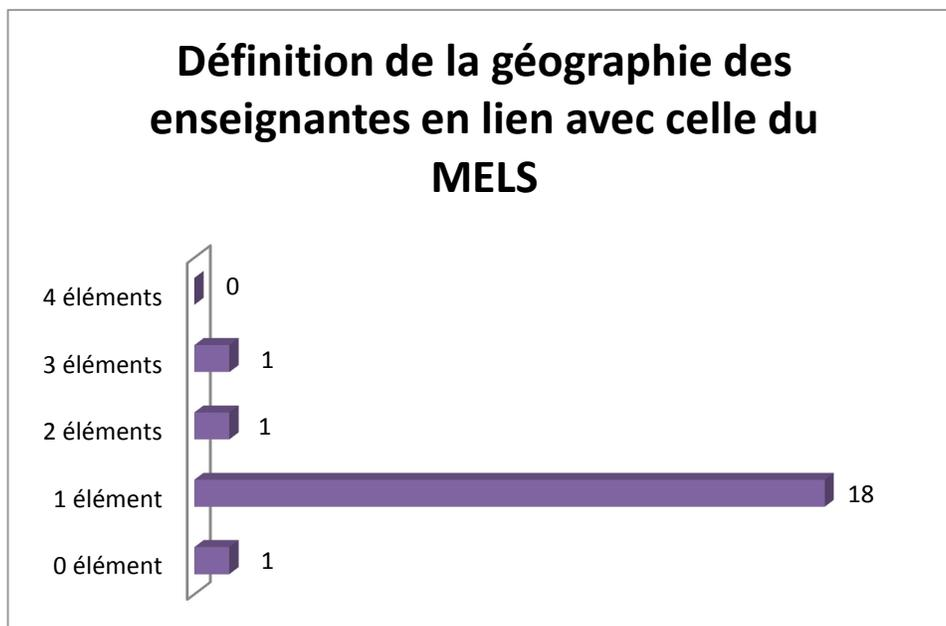 Définition de la géographie des
enseignantes en lien avec celle du
MELS
4 éléments 0
3 éléments 1
2 éléments 1
1 élément 18
0 élément 1